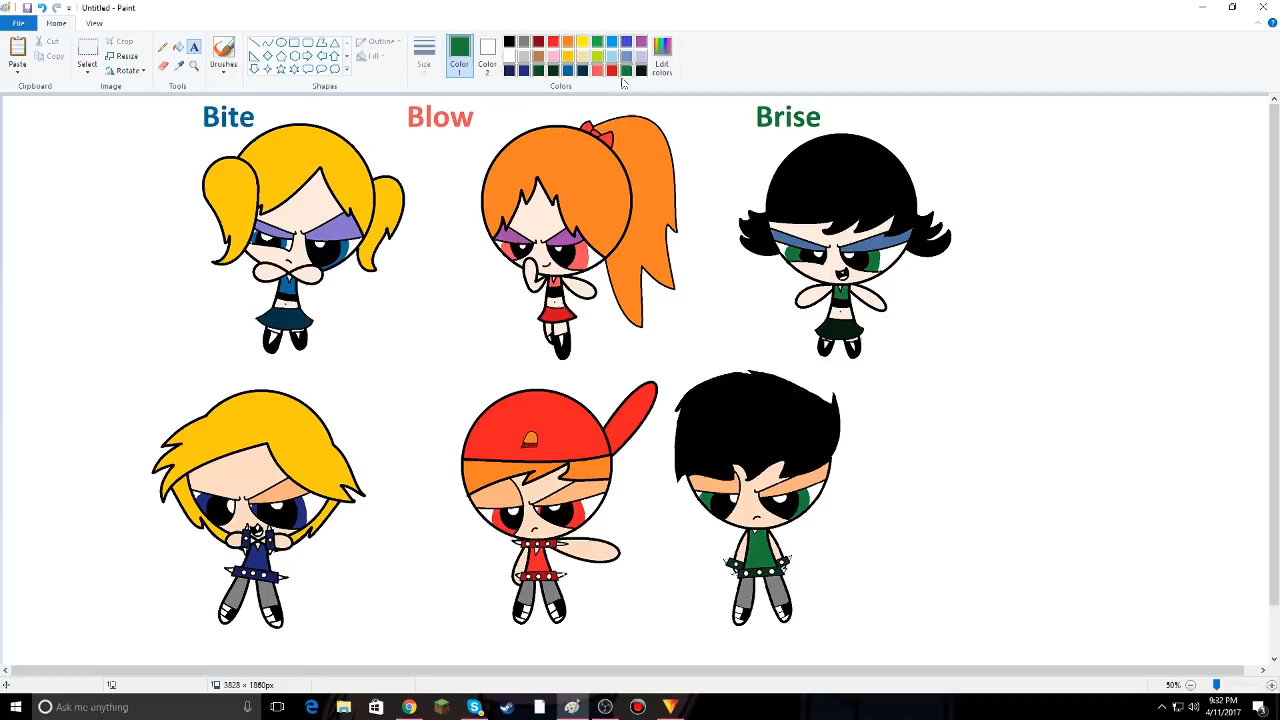 Untitled - Paint
File Home View
Paste
Cut
Copy
Clipboard
Select
Crop
Resize
Rotate
Image
A
Tools
Brushes
Outline
Fill
Shapes
Size
Color 1
Color 2
Edit colors
Colors
Bite Blow Brise
3828 × 1860px
50%
Ask me anything
9:32 PM
4/11/2017